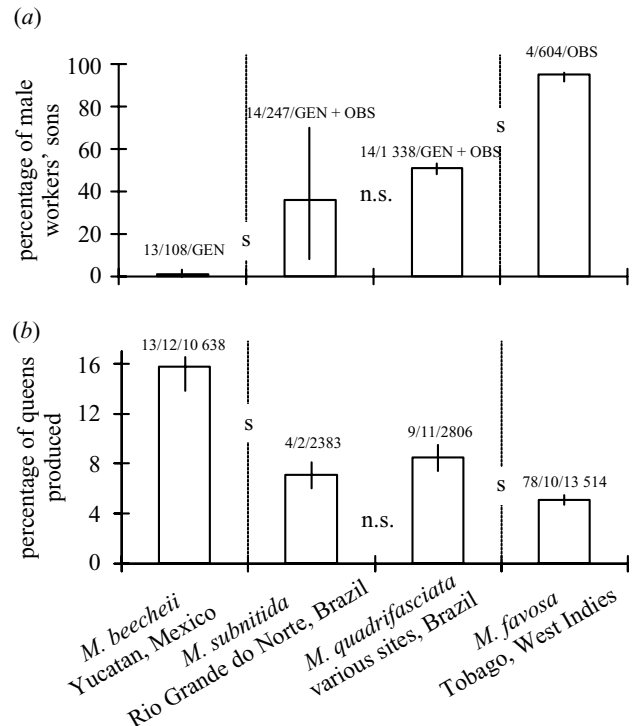 (a)
percentage of male
workers' sons
100
80
60
40
20
0
13/108/GEN
s
14/247/GEN + OBS
n.s.
14/1 338/GEN + OBS
s
4/604/OBS
(b)
percentage of queens
produced
16
12
8
4
0
13/12/10 638
s
4/2/2383
n.s.
9/11/2806
s
78/10/13 514
M. beecheii
Yucatan, Mexico
M. subnitida
Rio Grande do Norte, Brazil
M. quadrifasciata
various sites, Brazil
M. favosa
Tobago, West Indies